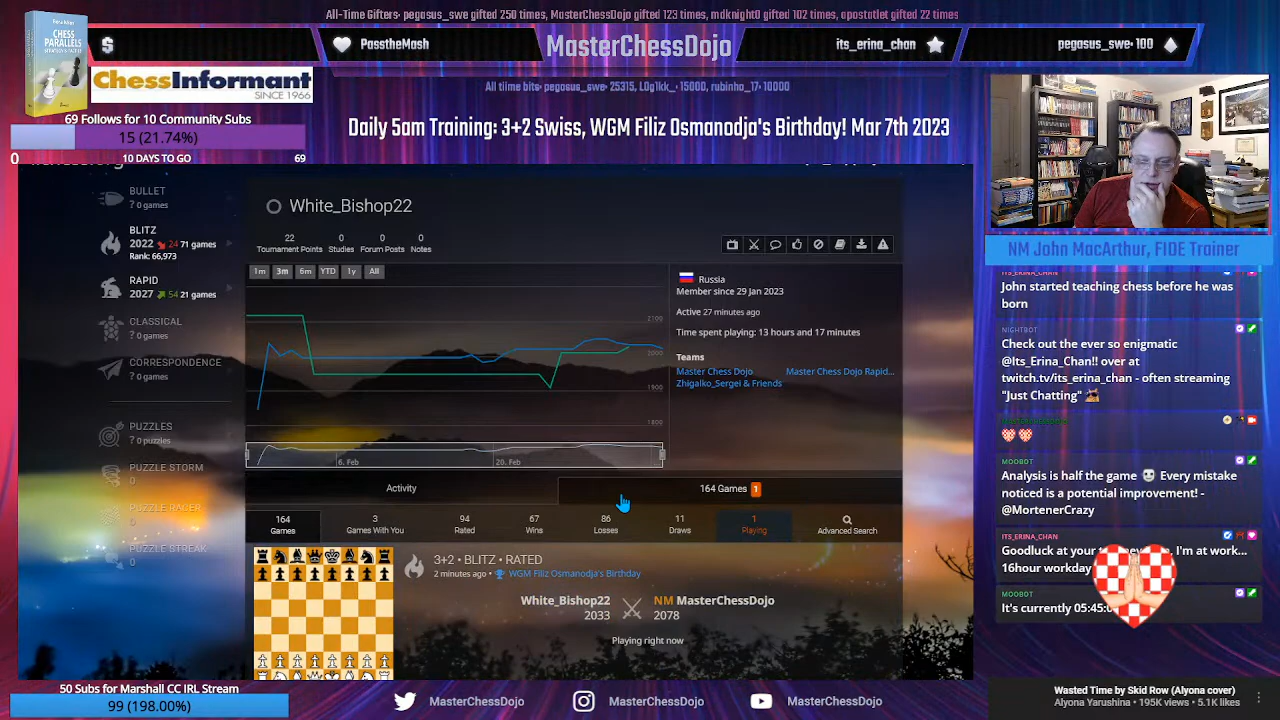 All-Time Gifters• pegasus_swe gifted 250 times, MasterChessDojo gifted 123 times, mdknight0 gifted 102 times, apostatlet gifted 22 times
CHESS PARALLELS
$
PasstheMash
MasterChessDojo
its_erina_chan
pegasus_swe• 100
ChessInformant
SINCE 1966
All tiime bits• pegasus_swe• 25315, L0g1kk_• 15000, rubinho_17• 10000
69 Follows for 10 Community Subs
15 (21.74%)
0
10 DAYS TO GO
69
Daily 5am Training: 3+2 Swiss, WGM Filiz Osmanodja's Birthday! Mar 7th 2023
BULLET
? 0 games
BLITZ
2022 24 71 games
Rank: 66,973
RAPID
2027 54 21 games
CLASSICAL
? 0 games
CORRESPONDENCE
? 0 games
PUZZLES
? 0 puzzles
PUZZLE STORM
0
PUZZLE RACER
0
PUZZLE STREAK
0
White_Bishop22
22 0 0 0
Tournament Points Studies Forum Posts Notes
1m 3m 6m YTD 1y All
2100
2000
1900
1800
6. Feb 20. Feb
Russia
Member since 29 Jan 2023
Active 27 minutes ago
Time spent playing: 13 hours and 17 minutes
Teams
Master Chess Dojo Master Chess Dojo Rapid...
Zhigalko_Sergei & Friends
Activity
164 Games 1
164 3 94 67 86 11 1
Games Games With You Rated Wins Losses Draws Playing Advanced Search
3+2 • BLITZ • RATED
2 minutes ago • WGM Filiz Osmanodja's Birthday
White_Bishop22 NM MasterChessDojo
2033 2078
Playing right now
NM John MacArthur, FIDE Trainer
ITS_ERINA_CHAN
John started teaching chess before he was
born
NIGHTBOT
Check out the ever so enigmatic
@Its_Erina_Chan!! over at
twitch.tv/its_erina_chan - often streaming
"Just Chatting"
MOOBOT
Analysis is half the game Every mistake
noticed is a potential improvement! -
@MortenerCrazy
ITS_ERINA_CHAN
Goodluck at your I'm at work...
16hour workday
MOOBOT
It's currently 05:45:
50 Subs for Marshall CC IRL Stream
99 (198.00%)
MasterChessDojo
MasterChessDojo
MasterChessDojo
Wasted Time by Skid Row (Alyona cover)
Alyona Yarushina • 195K views • 5.1K likes